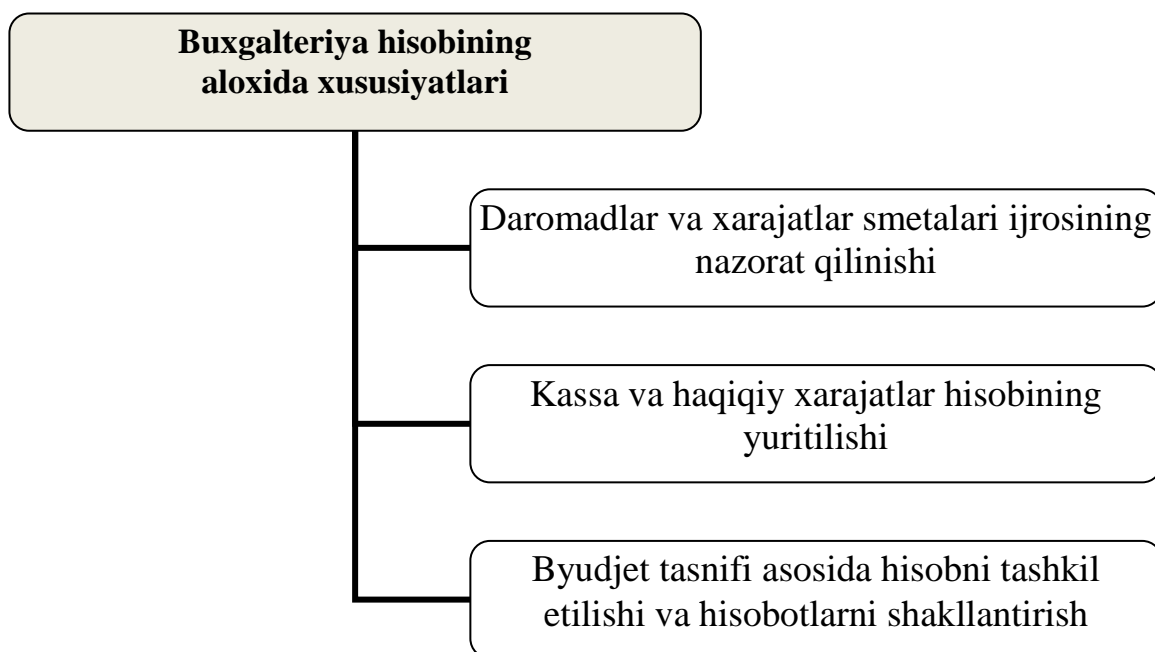 Buxgalteriya hisobining
aloxida xususiyatlari
Daromadlar va xarajatlar smetalari ijrosining
nazorat qilinishi
Kassa va haqiqiy xarajatlar hisobining
yuritilishi
Byudjet tasnifi asosida hisobni tashkil
etilishi va hisobotlarni shakllantirish